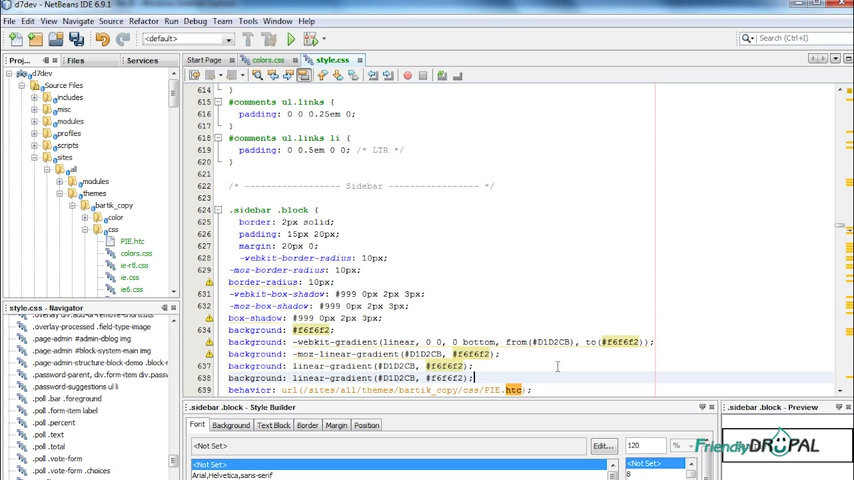 d7dev - NetBeans IDE 6.9.1
File Edit View Navigate Source Refactor Run Debug Team Tools Window Help
<default>
Search (Ctrl+I)
Proj... Files Services
Start Page colors.css style.css
d7dev
Source Files
includes
misc
modules
profiles
scripts
sites
all
modules
themes
bartik_copy
color
css
PIE.htc
colors.css
ie-rtl.css
ie.css
ie6.css
614 }
615 #comments ul.links {
616 padding: 0 0 0.25em 0;
617 }
618 #comments ul.links li {
619 padding: 0 0.5em 0 0; /* LTR */
620 }
621
622 /* ------------------ Sidebar ----------------- */
623
624 .sidebar .block {
625 border: 2px solid;
626 padding: 15px 20px;
627 margin: 20px 0;
628 -webkit-border-radius: 10px;
629 -moz-border-radius: 10px;
border-radius: 10px;
631 -webkit-box-shadow: #999 0px 2px 3px;
632 -moz-box-shadow: #999 0px 2px 3px;
box-shadow: #999 0px 2px 3px;
634 background: #f6f6f2;
background: -webkit-gradient(linear, 0 0, 0 bottom, from(#D1D2CB), to(#f6f6f2));
background: -moz-linear-gradient(#D1D2CB, #f6f6f2);
637 background: linear-gradient(#D1D2CB, #f6f6f2);
638 background: linear-gradient(#D1D2CB, #f6f6f2);
639 behavior: url(/sites/all/themes/bartik_copy/css/PIE.htc);
style.css - Navigator
.overlay-processed .field-type-image
.page-admin #admin-dblog img
.page-admin #block-system-main img
.page-admin-structure-block-demo .block-
.password-parent, div.form-item div.passw
.password-suggestions ul li
.poll .bar .foreground
.poll .form-item label
.poll .percent
.poll .text
.poll .total
.poll .vote-form
.poll .vote-form .choices
.sidebar .block - Style Builder
.sidebar .block - Preview
Font Background Text Block Border Margin Position
<Not Set> Edit... 120 %
<Not Set> <Not Set>
Arial,Helvetica,sans-serif 8
Friendly DRUPAL